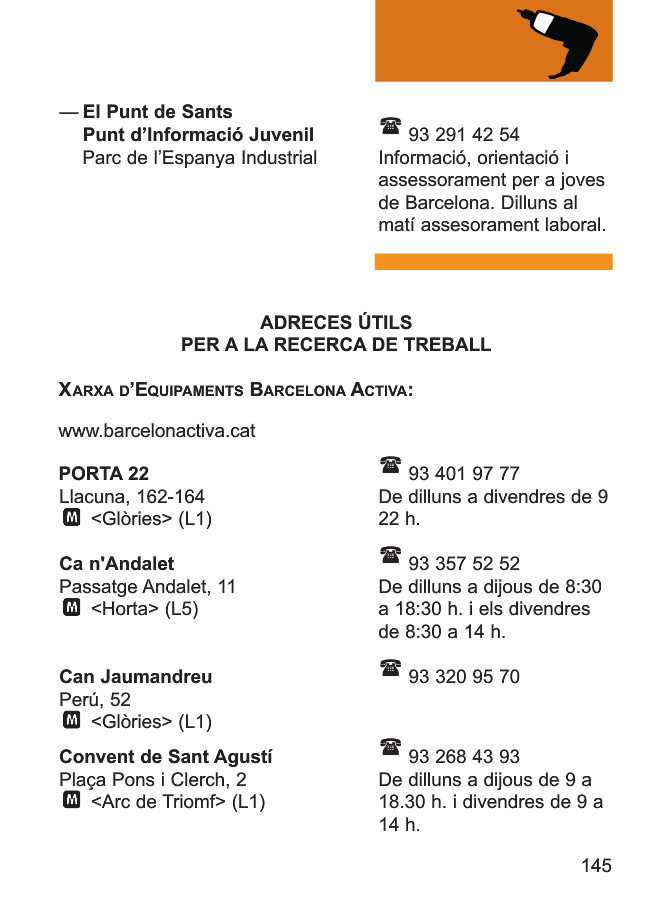 — El Punt de Sants
Punt d’Informació Juvenil
Parc de l’Espanya Industrial
☎ 93 291 42 54
Informació, orientació i
assessorament per a joves
de Barcelona. Dilluns al
matí assesorament laboral.
ADRECES ÚTILS
PER A LA RECERCA DE TREBALL
XARXA D’EQUIPAMENTS BARCELONA ACTIVA:
www.barcelonactiva.cat
PORTA 22
Llacuna, 162-164
M <Glòries> (L1)
☎ 93 401 97 77
De dilluns a divendres de 9
22 h.
Ca n'Andalet
Passatge Andalet, 11
M <Horta> (L5)
☎ 93 357 52 52
De dilluns a dijous de 8:30
a 18:30 h. i els divendres
de 8:30 a 14 h.
Can Jaumandreu
Perú, 52
M <Glòries> (L1)
☎ 93 320 95 70
Convent de Sant Agustí
Plaça Pons i Clerch, 2
M <Arc de Triomf> (L1)
☎ 93 268 43 93
De dilluns a dijous de 9 a
18.30 h. i divendres de 9 a
14 h.
145